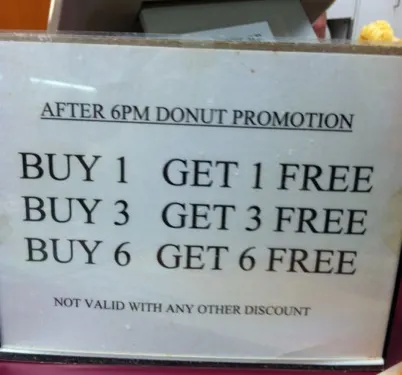 AFTER 6PM DONUT PROMOTION
BUY 1 GET 1 FREE
BUY 3 GET 3 FREE
BUY 6 GET 6 FREE
NOT VALID WITH ANY OTHER DISCOUNT